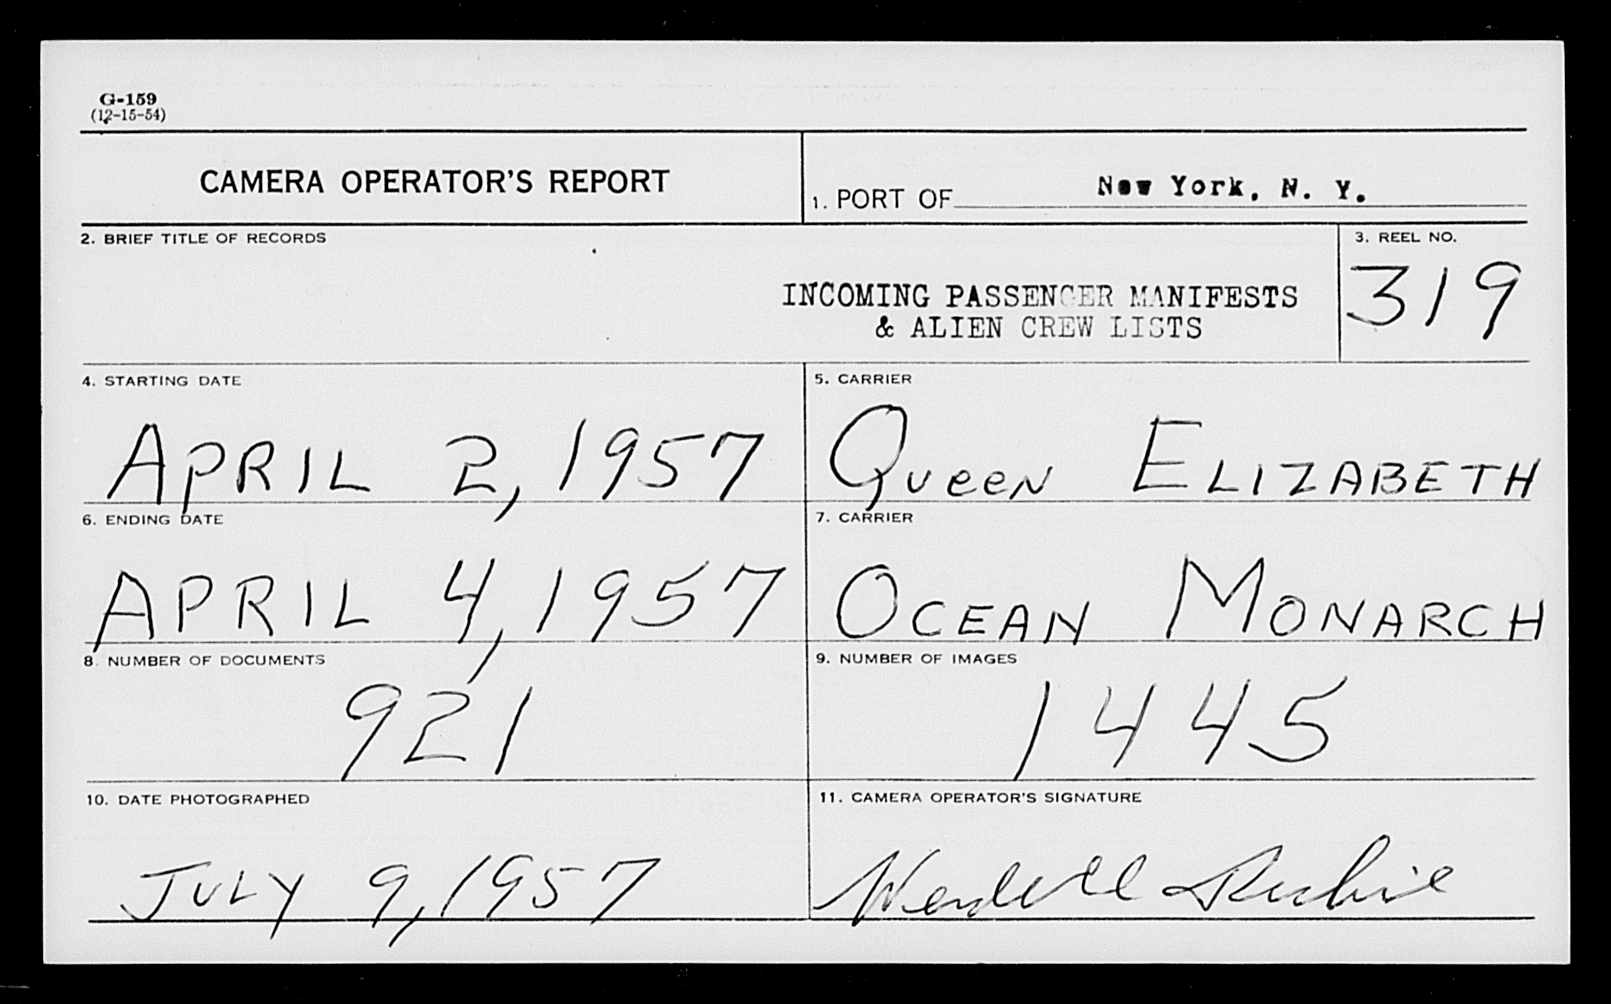 G-159
(12-15-54)
CAMERA OPERATOR'S REPORT
1. PORT OF New York, N. Y.
2. BRIEF TITLE OF RECORDS
INCOMING PASSENGER MANIFESTS
& ALIEN CREW LISTS
3. REEL NO.
319
4. STARTING DATE
APRIL 2, 1957
5. CARRIER
QUEEN ELIZABETH
6. ENDING DATE
APRIL 4, 1957
7. CARRIER
OCEAN MONARCH
8. NUMBER OF DOCUMENTS
921
9. NUMBER OF IMAGES
1445
10. DATE PHOTOGRAPHED
JULY 9, 1957
11. CAMERA OPERATOR'S SIGNATURE
Wendell